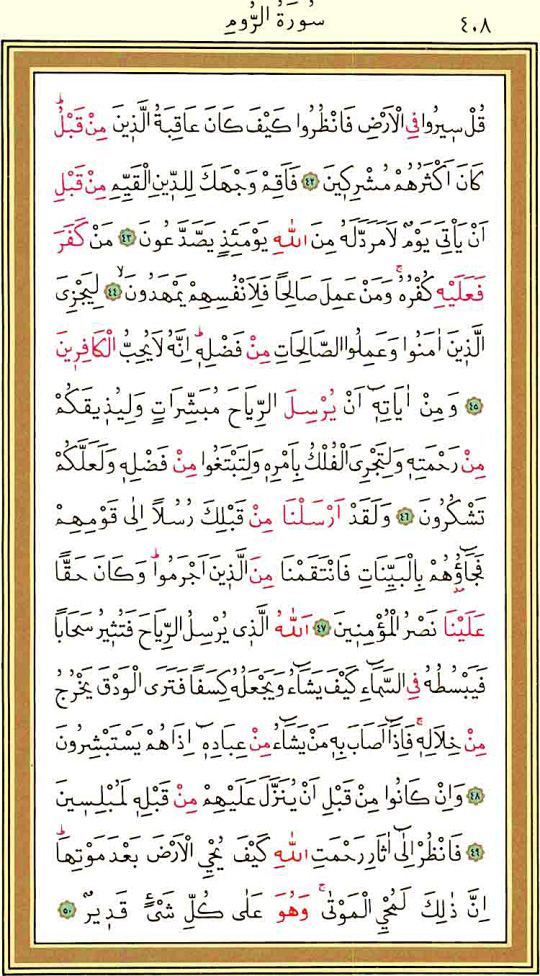 سُورَةُ الرُّومِ ٤٠٨
قُلْ سٖيرُوا فِي الْاَرْضِ فَانْظُرُوا كَيْفَ كَانَ عَاقِبَةُ الَّذٖينَ مِنْ قَبْلُؕ
كَانَ اَكْثَرُهُمْ مُشْرِكٖينَ ﴿٤٢﴾ فَاَقِمْ وَجْهَكَ لِلدّٖينِ الْقَيِّمِ مِنْ قَبْلِ
اَنْ يَأْتِيَ يَوْمٌ لَا مَرَدَّ لَهُ مِنَ اللّٰهِ يَوْمَئِذٍ يَصَّدَّعُونَ ﴿٤٣﴾ مَنْ كَفَرَ
فَعَلَيْهِ كُفْرُهُۚ وَمَنْ عَمِلَ صَالِحًا فَلِاَنْفُسِهِمْ يَمْهَدُونَۙ ﴿٤٤﴾ لِيَجْزِيَ
الَّذٖينَ اٰمَنُوا وَعَمِلُوا الصَّالِحَاتِ مِنْ فَضْلِهٖؕ اِنَّهُ لَا يُحِبُّ الْكَافِرٖينَ
﴿٤٥﴾ وَمِنْ اٰيَاتِهٖٓ اَنْ يُرْسِلَ الرِّيَاحَ مُبَشِّرَاتٍ وَلِيُذٖيقَكُمْ
مِنْ رَحْمَتِهٖ وَلِتَجْرِيَ الْفُلْكُ بِاَمْرِهٖ وَلِتَبْتَغُوا مِنْ فَضْلِهٖ وَلَعَلَّكُمْ
تَشْكُرُونَ ﴿٤٦﴾ وَلَقَدْ اَرْسَلْنَا مِنْ قَبْلِكَ رُسُلًا اِلٰى قَوْمِهِمْ
فَجَٓاؤُ۫هُمْ بِالْبَيِّنَاتِ فَانْتَقَمْنَا مِنَ الَّذٖينَ اَجْرَمُواؕ وَكَانَ حَقًّا
عَلَيْنَا نَصْرُ الْمُؤْمِنٖينَ ﴿٤٧﴾ اَللّٰهُ الَّذٖي يُرْسِلُ الرِّيَاحَ فَتُثٖيرُ سَحَابًا
فَيَبْسُطُهُ فِي السَّمَٓاءِ كَيْفَ يَشَٓاءُ وَيَجْعَلُهُ كِسَفًا فَتَرَى الْوَدْقَ يَخْرُجُ
مِنْ خِلَالِهٖۚ فَاِذَٓا اَصَابَ بِهٖ مَنْ يَشَٓاءُ مِنْ عِبَادِهٖٓ اِذَا هُمْ يَسْتَبْشِرُونَ
﴿٤٨﴾ وَاِنْ كَانُوا مِنْ قَبْلِ اَنْ يُنَزَّلَ عَلَيْهِمْ مِنْ قَبْلِهٖ لَمُبْلِسٖينَ
﴿٤٩﴾ فَانْظُرْ اِلٰٓى اٰثَارِ رَحْمَتِ اللّٰهِ كَيْفَ يُحْيِ الْاَرْضَ بَعْدَ مَوْتِهَاؕ
اِنَّ ذٰلِكَ لَمُحْيِ الْمَوْتٰىۚ وَهُوَ عَلٰى كُلِّ شَيْءٍ قَدٖيرٌ ﴿٥٠﴾